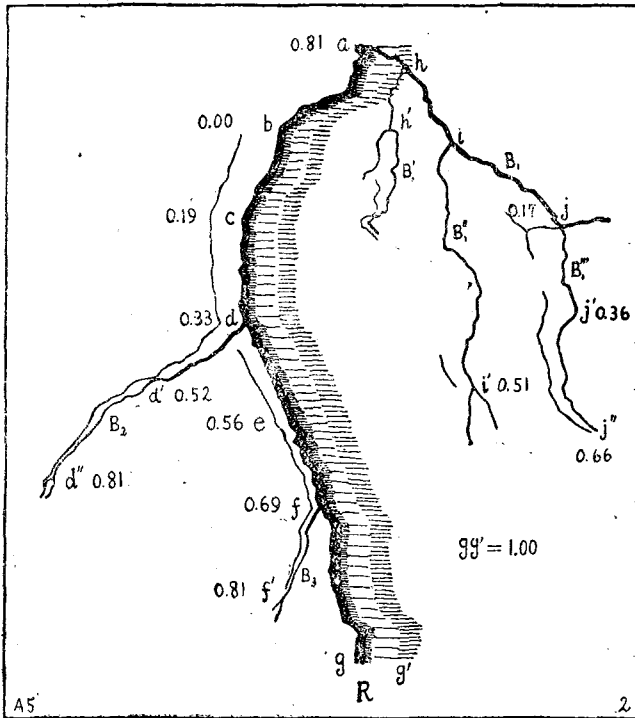 0.81 a
h
0.00
b
h'
i
B₁
B₁'
c
0.19
0.17
j
B₁''
B₁'''
0.33 d
j' 0.36
d' 0.52
i' 0.51
B₂
0.56 e
j''
0.66
d'' 0.81
0.69 f
gg' = 1.00
B₃
0.81 f'
g g'
R
A5 2